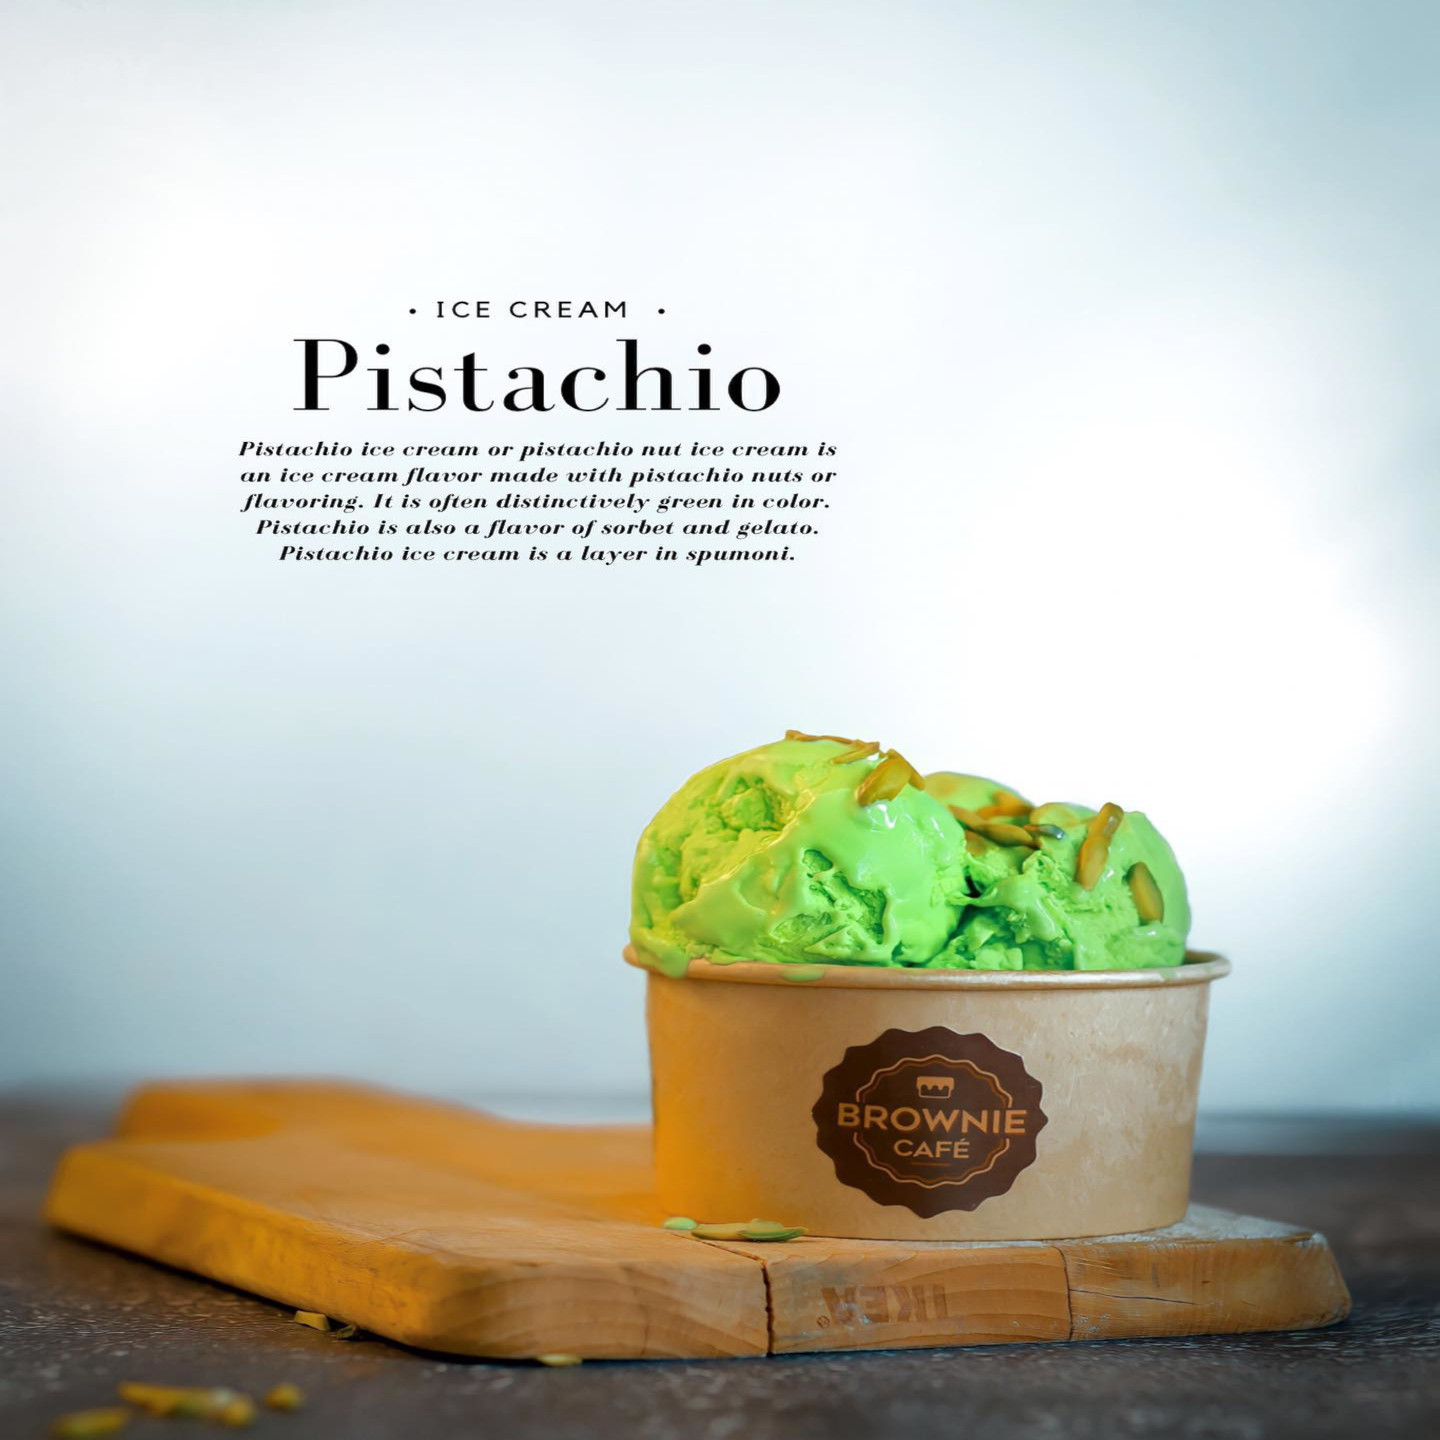 • ICE CREAM •
Pistachio
Pistachio ice cream or pistachio nut ice cream is
an ice cream flavor made with pistachio nuts or
flavoring. It is often distinctively green in color.
Pistachio is also a flavor of sorbet and gelato.
Pistachio ice cream is a layer in spumoni.
BROWNIE
CAFÉ
IKEA®